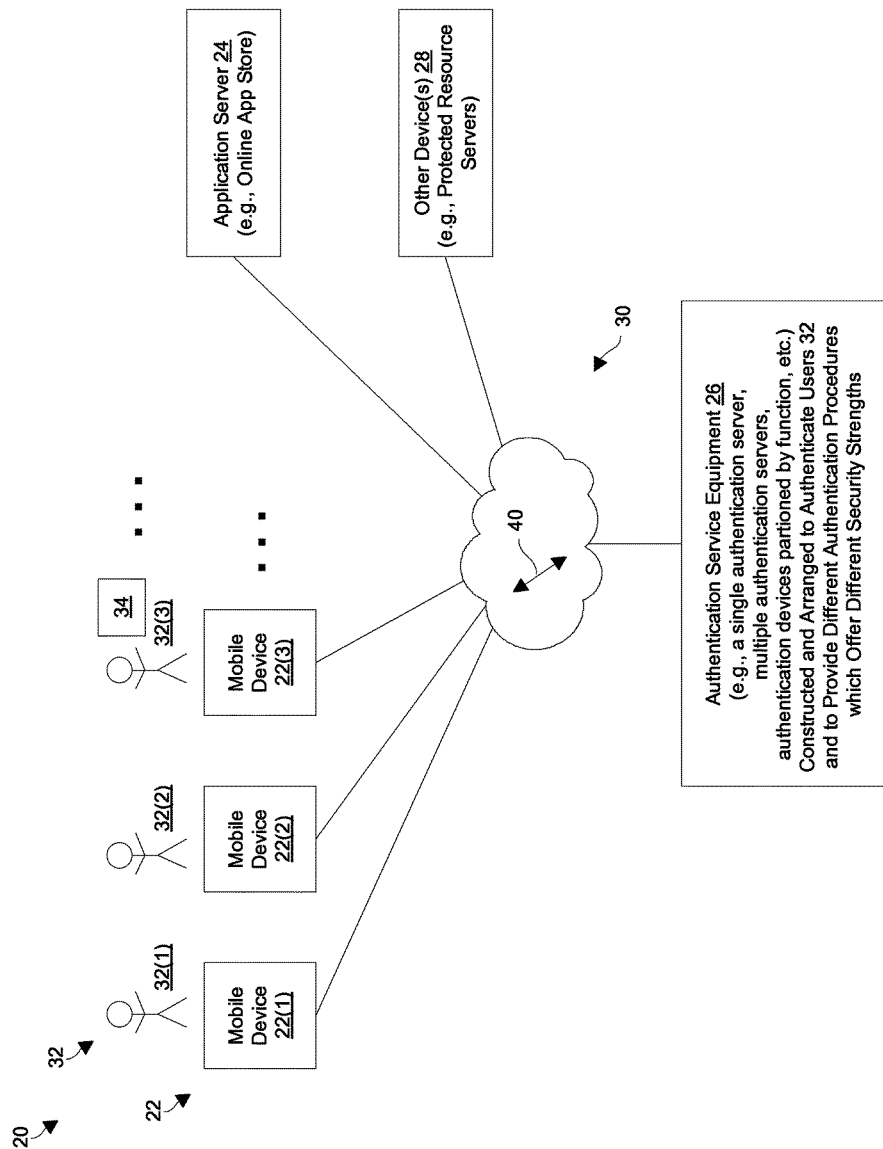 20
32
32(1)
32(2)
32(3)
34
22
Mobile
Device
22(1)
Mobile
Device
22(2)
Mobile
Device
22(3)
Application Server 24
(e.g., Online App Store)
Other Device(s) 28
(e.g., Protected Resource
Servers)
40
30
Authentication Service Equipment 26
(e.g., a single authentication server,
multiple authentication servers,
authentication devices partioned by function, etc.)
Constructed and Arranged to Authenticate Users 32
and to Provide Different Authentication Procedures
which Offer Different Security Strengths